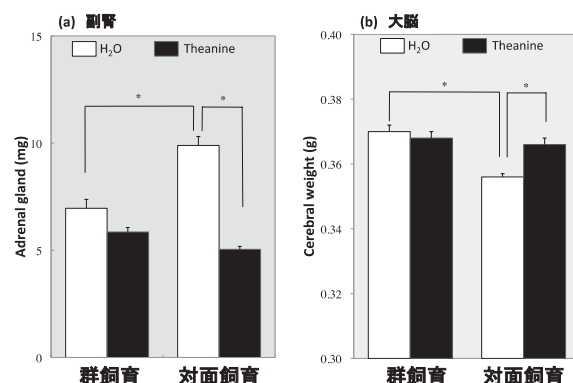 (a) 副腎
H₂O
Theanine
Adrenal gland (mg)
15
10
5
0
*
*
群飼育
対面飼育
(b) 大脳
H₂O
Theanine
Cerebral weight (g)
0.40
0.38
0.36
0.34
0.32
0.30
*
*
群飼育
対面飼育